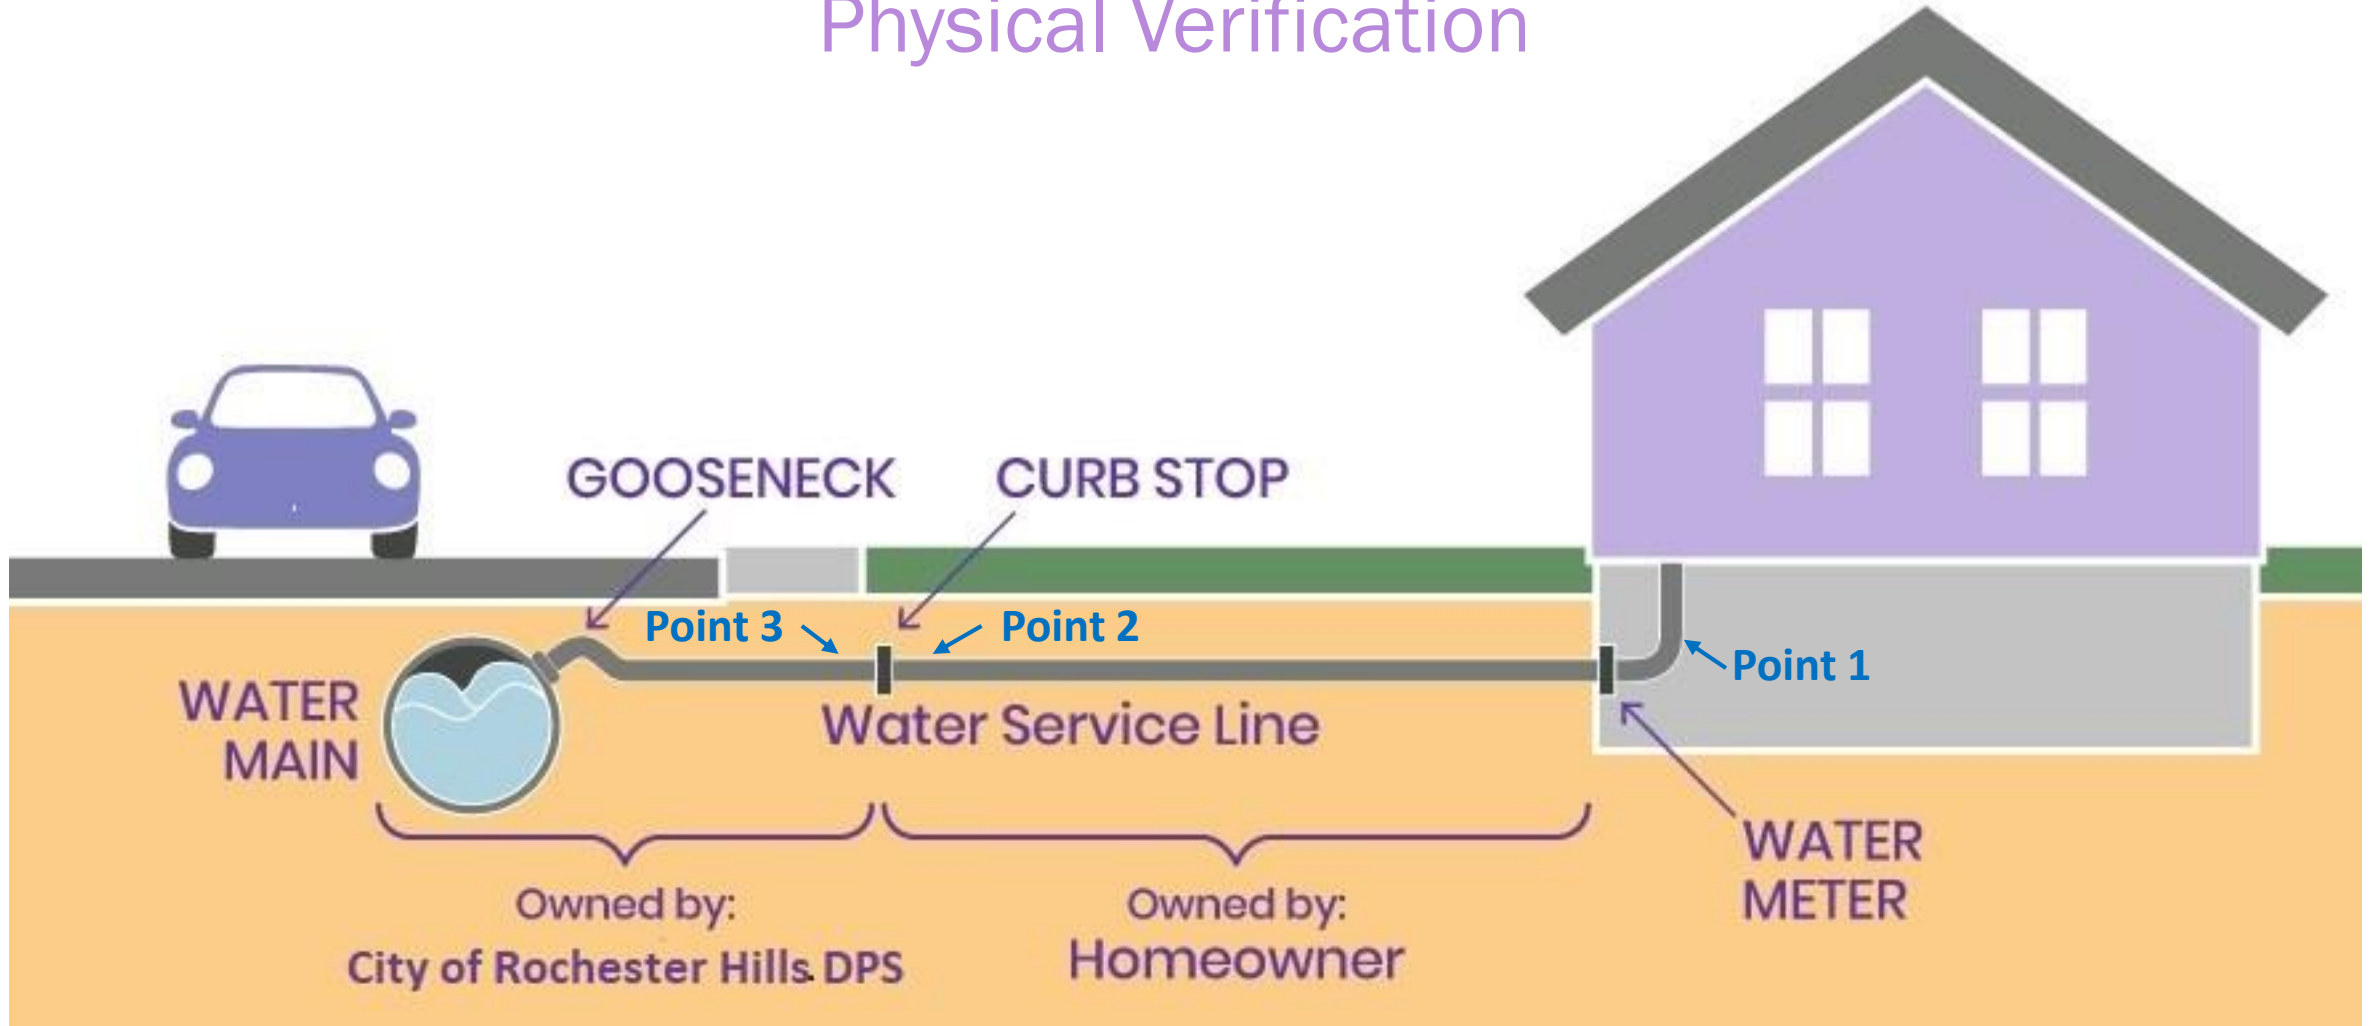 Physical Verification
GOOSENECK
CURB STOP
Point 3
Point 2
Point 1
WATER
MAIN
Water Service Line
WATER
METER
Owned by:
City of Rochester Hills. DPS
Owned by:
Homeowner